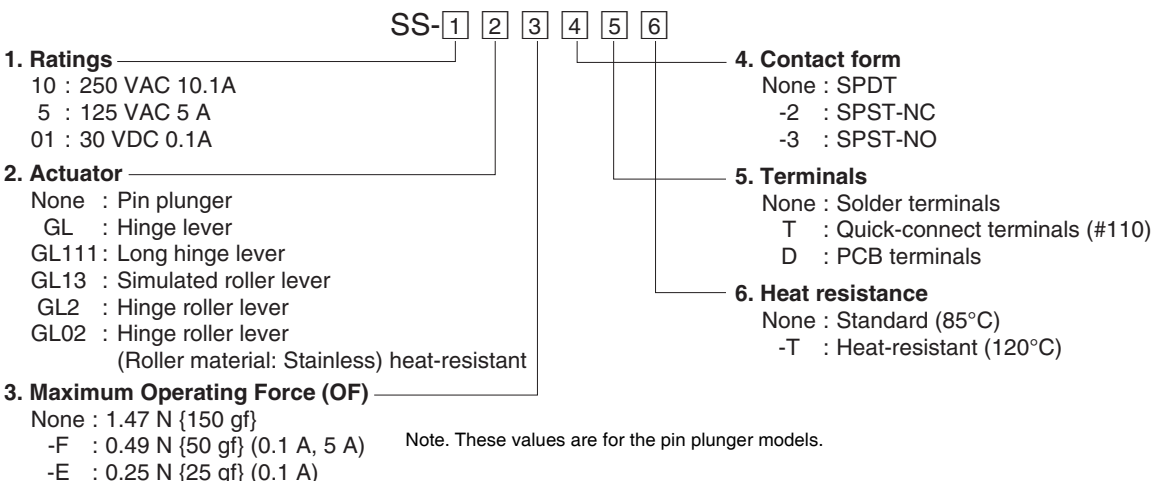 SS-1 2 3 4 5 6
1. Ratings
10 : 250 VAC 10.1A
5 : 125 VAC 5 A
01 : 30 VDC 0.1A
2. Actuator
None : Pin plunger
GL : Hinge lever
GL111 : Long hinge lever
GL13 : Simulated roller lever
GL2 : Hinge roller lever
GL02 : Hinge roller lever
(Roller material: Stainless) heat-resistant
3. Maximum Operating Force (OF)
None : 1.47 N {150 gf}
-F : 0.49 N {50 gf} (0.1 A, 5 A)
-E : 0.25 N {25 gf} (0.1 A)
Note. These values are for the pin plunger models.
4. Contact form
None : SPDT
-2 : SPST-NC
-3 : SPST-NO
5. Terminals
None : Solder terminals
T : Quick-connect terminals (#110)
D : PCB terminals
6. Heat resistance
None : Standard (85°C)
-T : Heat-resistant (120°C)